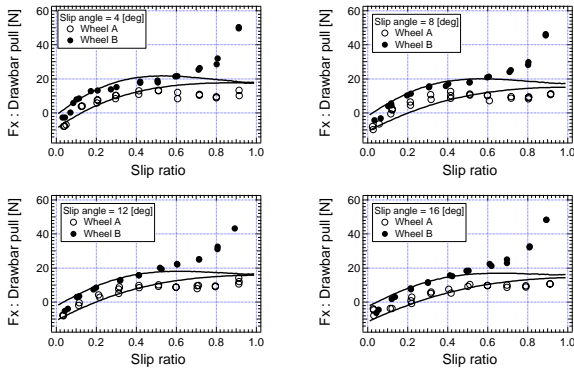 Slip angle = 4 [deg]
Wheel A
Wheel B
Fx : Drawbar pull [N]
60
40
20
0
0.0 0.2 0.4 0.6 0.8 1.0
Slip ratio
Slip angle = 8 [deg]
Wheel A
Wheel B
Fx : Drawbar pull [N]
60
40
20
0
0.0 0.2 0.4 0.6 0.8 1.0
Slip ratio
Slip angle = 12 [deg]
Wheel A
Wheel B
Fx : Drawbar pull [N]
60
40
20
0
0.0 0.2 0.4 0.6 0.8 1.0
Slip ratio
Slip angle = 16 [deg]
Wheel A
Wheel B
Fx : Drawbar pull [N]
60
40
20
0
0.0 0.2 0.4 0.6 0.8 1.0
Slip ratio